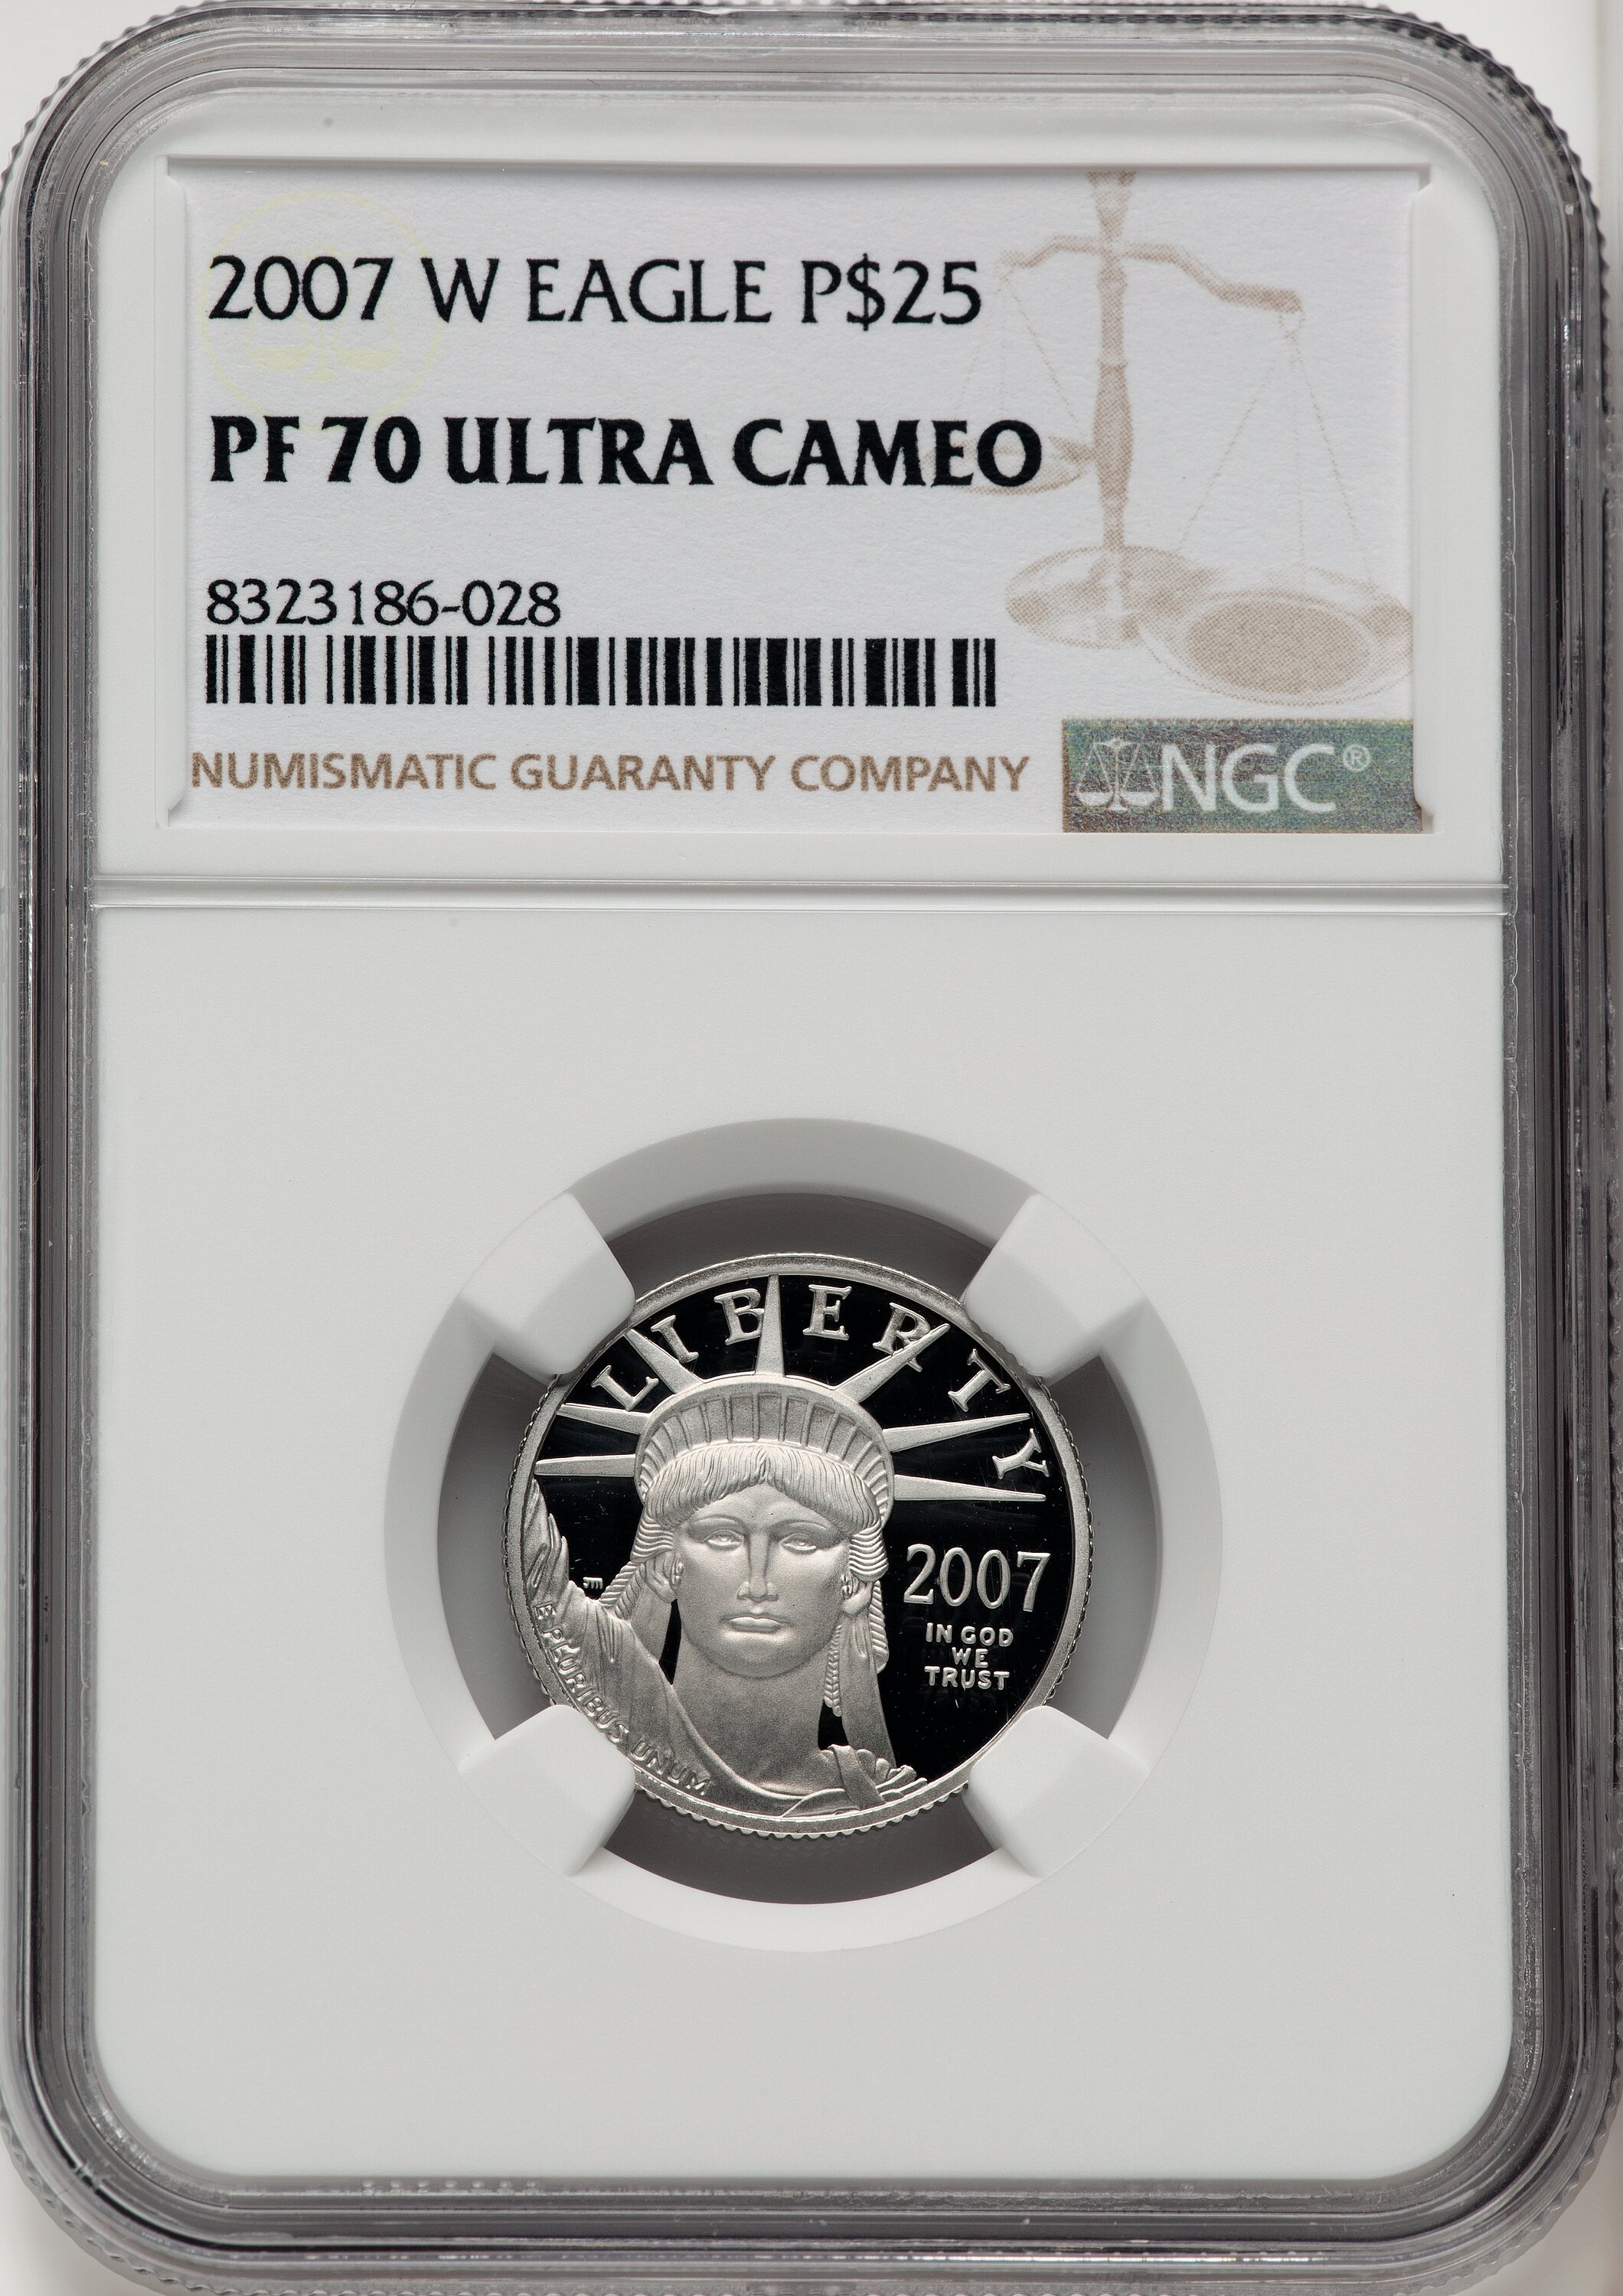 2007 W EAGLE P$25
PF 70 ULTRA CAMEO
8323186-028
NUMISMATIC GUARANTY COMPANY
NGC®
LIBERTY
2007
IN GOD
WE
TRUST
E PLURIBUS UNUM